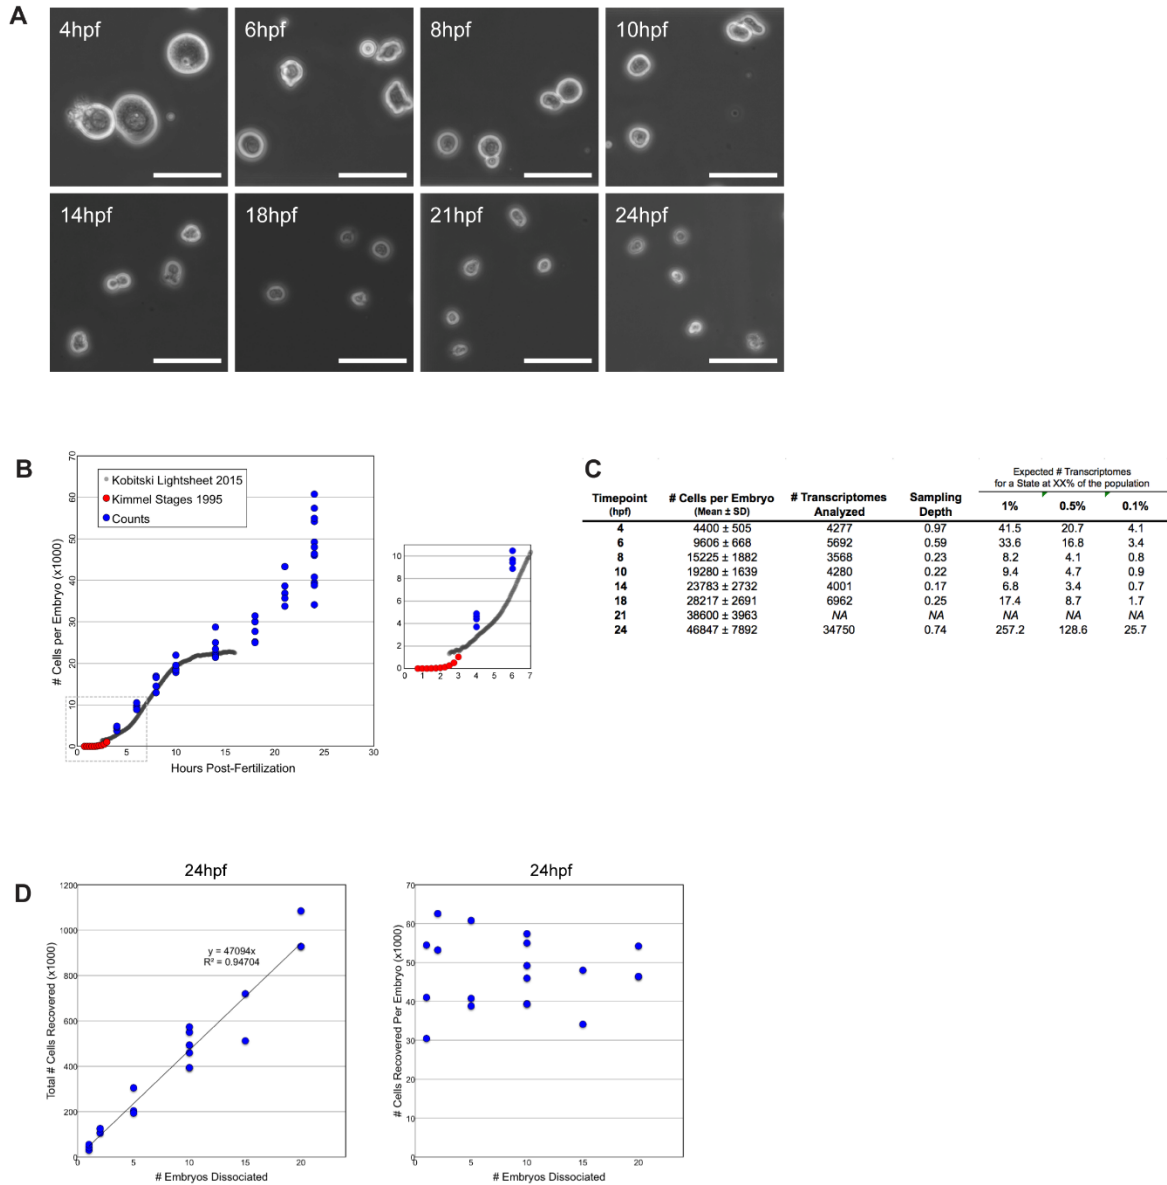 A
4hpf
6hpf
8hpf
10hpf
14hpf
18hpf
21hpf
24hpf
B
# Cells per Embryo (x1000)
70
60
50
40
30
20
10
0
Kobitski Lightsheet 2015
Kimmel Stages 1995
Counts
0 5 10 15 20 25 30
Hours Post-Fertilization
10
8
6
4
2
0
0 1 2 3 4 5 6 7
C
Expected # Transcriptomes
for a State at XX% of the population
Timepoint # Cells per Embryo # Transcriptomes Sampling
(hpf) (Mean ± SD) Analyzed Depth 1% 0.5% 0.1%
4 4400 ± 505 4277 0.97 41.5 20.7 4.1
6 9606 ± 668 5692 0.59 33.6 16.8 3.4
8 15225 ± 1882 3568 0.23 8.2 4.1 0.8
10 19280 ± 1639 4280 0.22 9.4 4.7 0.9
14 23783 ± 2732 4001 0.17 6.8 3.4 0.7
18 28217 ± 2691 6962 0.25 17.4 8.7 1.7
21 38600 ± 3963 NA NA NA NA NA
24 46847 ± 7892 34750 0.74 257.2 128.6 25.7
D
24hpf
Total # Cells Recovered (x1000)
1200
1000
800
600
400
200
0
y = 47094x
R² = 0.94704
0 5 10 15 20
# Embryos Dissociated
24hpf
# Cells Recovered Per Embryo (x1000)
70
60
50
40
30
20
10
0
0 5 10 15 20
# Embryos Dissociated